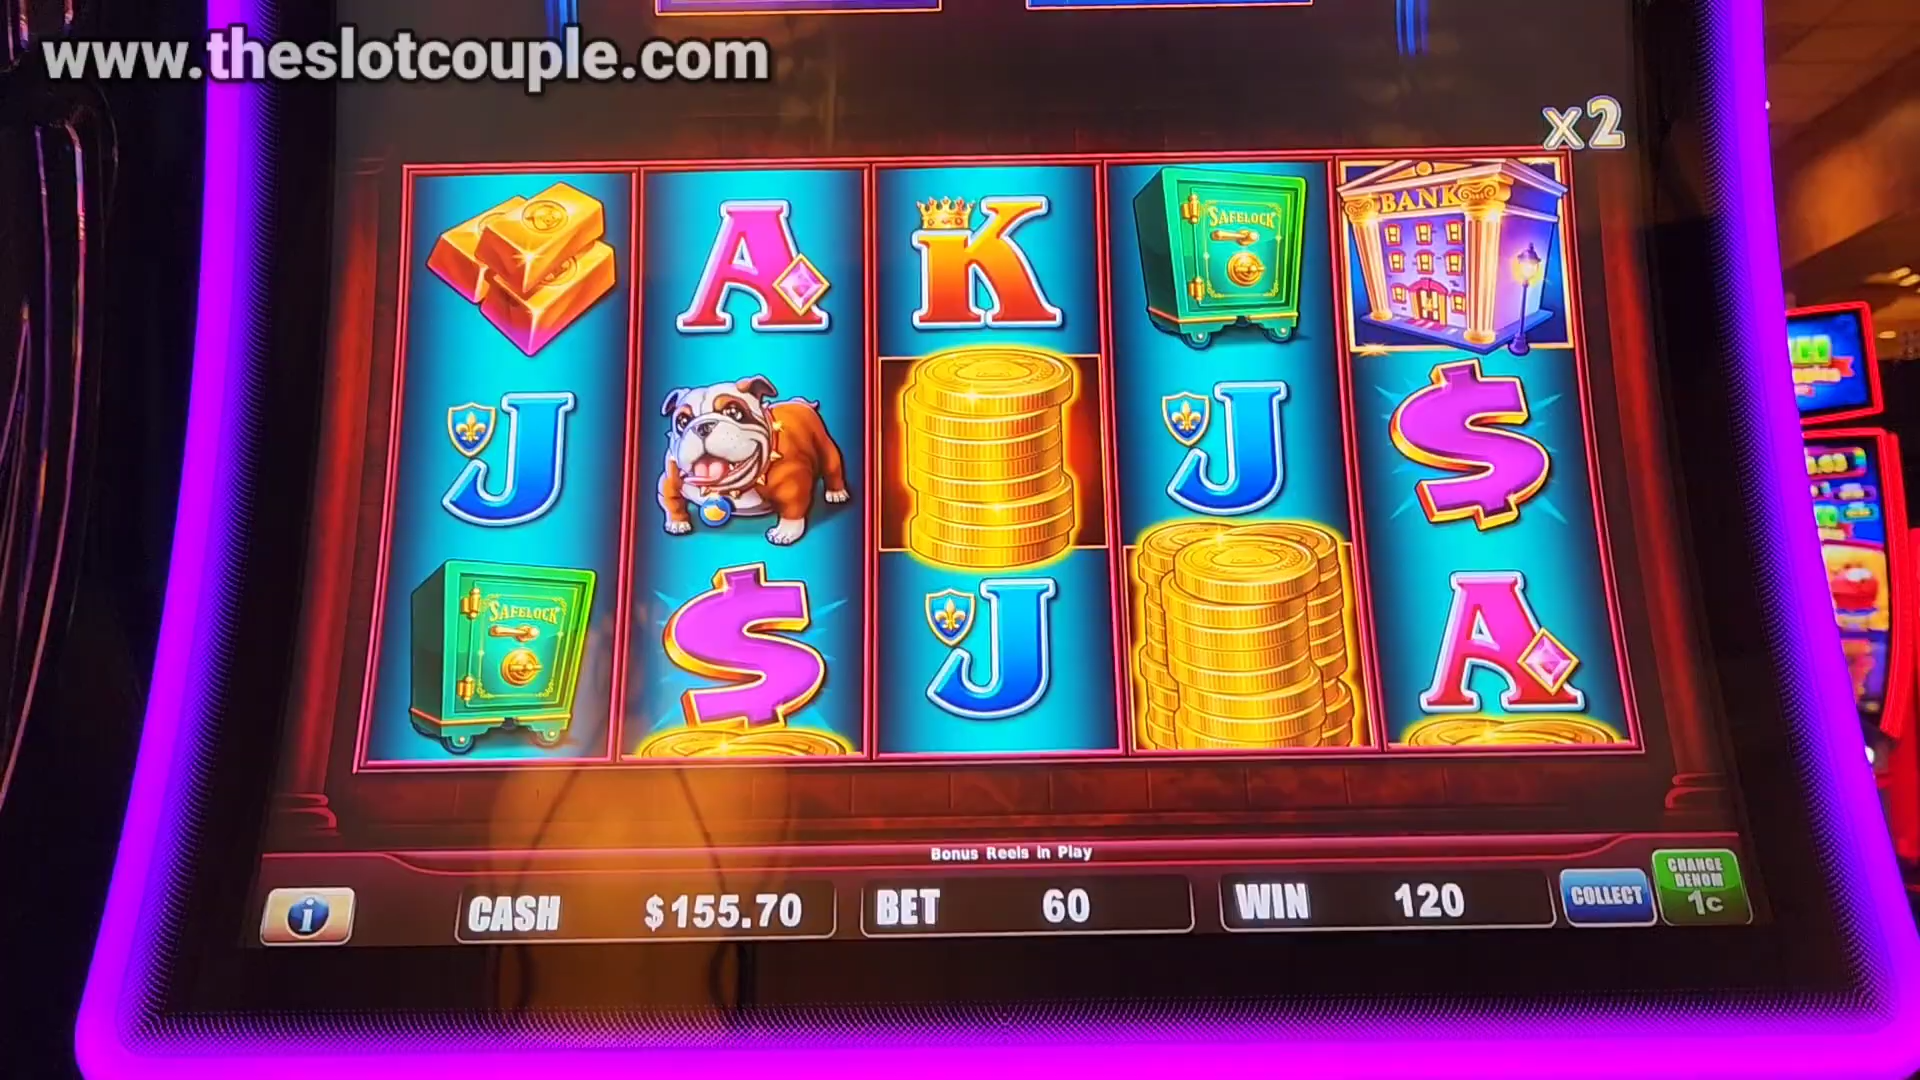 www.theslotcouple.com
x2
A
K
SAFELOCK
BANK
J
J
$
SAFELOCK
$
J
A
Bonus Reels in Play
i
CASH $155.70
BET 60
WIN 120
COLLECT
CHANGE
DENOM
1c